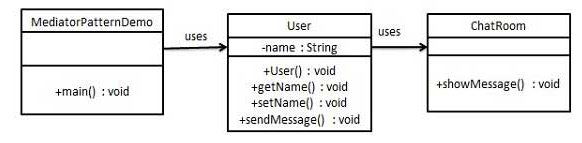 MediatorPatternDemo
+main() : void
uses
User
-name : String
+User() : void
+getName() : void
+setName() : void
+sendMessage() : void
uses
ChatRoom
+showMessage() : void